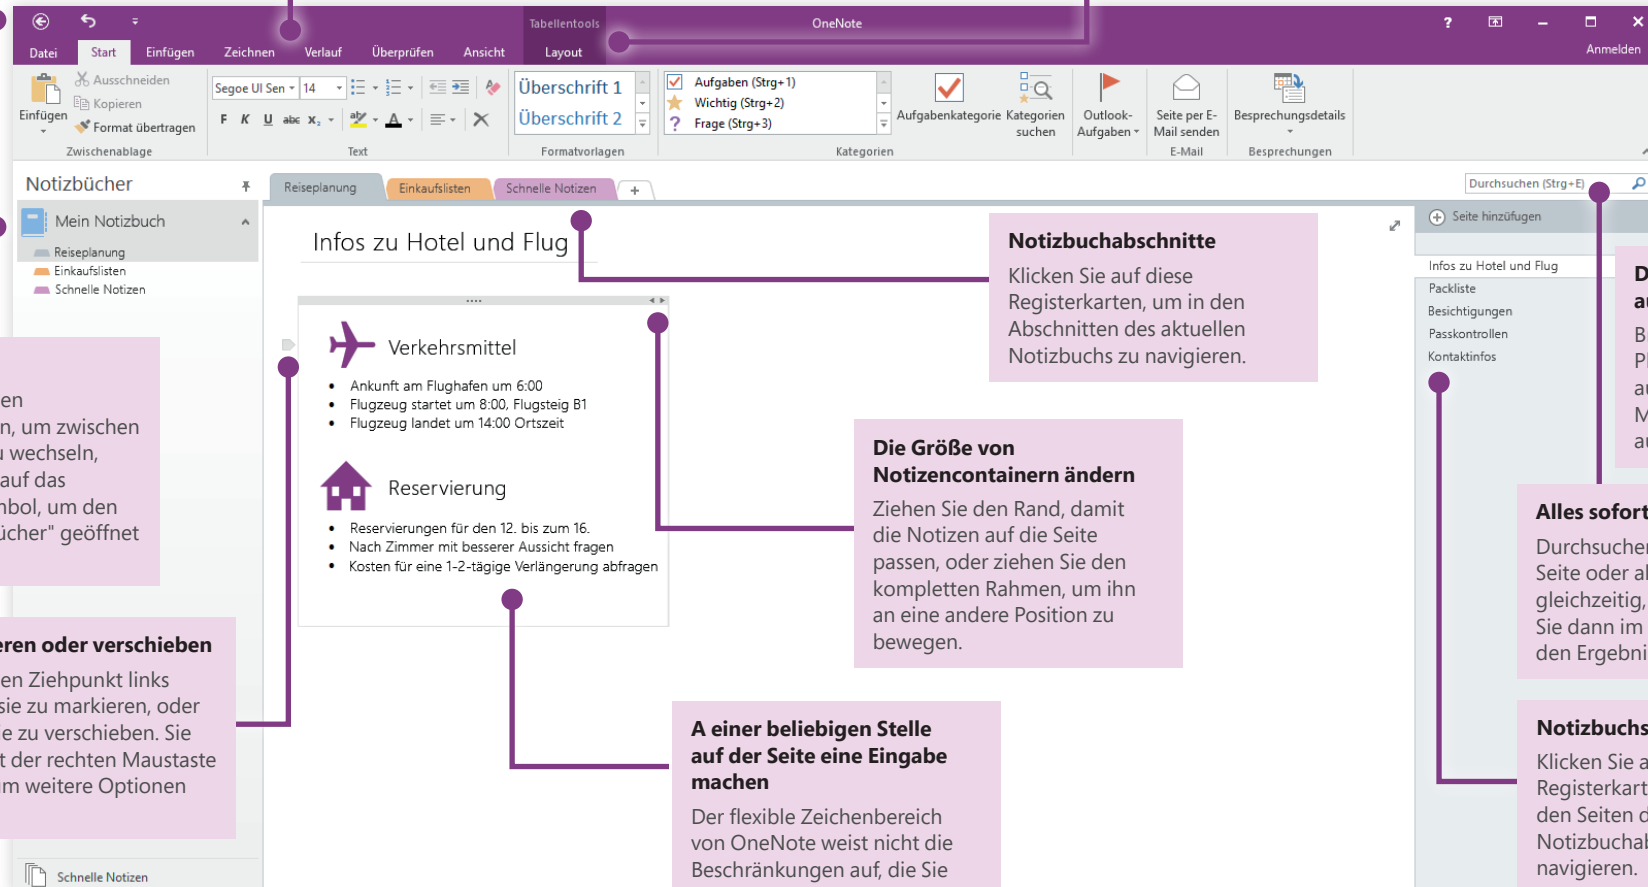 Tabellentools
OneNote
?
Datei Start Einfügen Zeichnen Verlauf Überprüfen Ansicht Layout
Anmelden
Einfügen
Ausschneiden
Kopieren
Format übertragen
Zwischenablage
Segoe UI Sen 14
F K U abc x₂ aby A
Text
Überschrift 1
Überschrift 2
Formatvorlagen
Aufgaben (Strg+1)
Wichtig (Strg+2)
? Frage (Strg+3)
Kategorien
Aufgabenkategorie
Kategorien
suchen
Outlook-
Aufgaben
Seite per E-
Mail senden
E-Mail
Besprechungsdetails
Besprechungen
Notizbücher
Mein Notizbuch
Reiseplanung
Einkaufslisten
Schnelle Notizen
Reiseplanung Einkaufslisten Schnelle Notizen +
Durchsuchen (Strg+E)
Infos zu Hotel und Flug
Verkehrsmittel
• Ankunft am Flughafen um 6:00
• Flugzeug startet um 8:00, Flugsteig B1
• Flugzeug landet um 14:00 Ortszeit
Reservierung
• Reservierungen für den 12. bis zum 16.
• Nach Zimmer mit besserer Aussicht fragen
• Kosten für eine 1-2-tägige Verlängerung abfragen
Notizbuchabschnitte
Klicken Sie auf diese
Registerkarten, um in den
Abschnitten des aktuellen
Notizbuchs zu navigieren.
Die Größe von
Notizencontainern ändern
Ziehen Sie den Rand, damit
die Notizen auf die Seite
passen, oder ziehen Sie den
kompletten Rahmen, um ihn
an eine andere Position zu
bewegen.
A einer beliebigen Stelle
auf der Seite eine Eingabe
machen
Der flexible Zeichenbereich
von OneNote weist nicht die
Beschränkungen auf, die Sie
en
n, um zwischen
u wechseln,
auf das
nbol, um den
ücher" geöffnet
eren oder verschieben
en Ziehpunkt links
sie zu markieren, oder
ie zu verschieben. Sie
t der rechten Maustaste
um weitere Optionen
Schnelle Notizen
Seite hinzufügen
Infos zu Hotel und Flug
Packliste
Besichtigungen
Passkontrollen
Kontaktinfos
D
au
B
Pl
au
M
au
Alles sofort
Durchsuchen
Seite oder al
gleichzeitig,
Sie dann im
den Ergebni
Notizbuchs
Klicken Sie a
Registerkart
den Seiten d
Notizbuchab
navigieren.